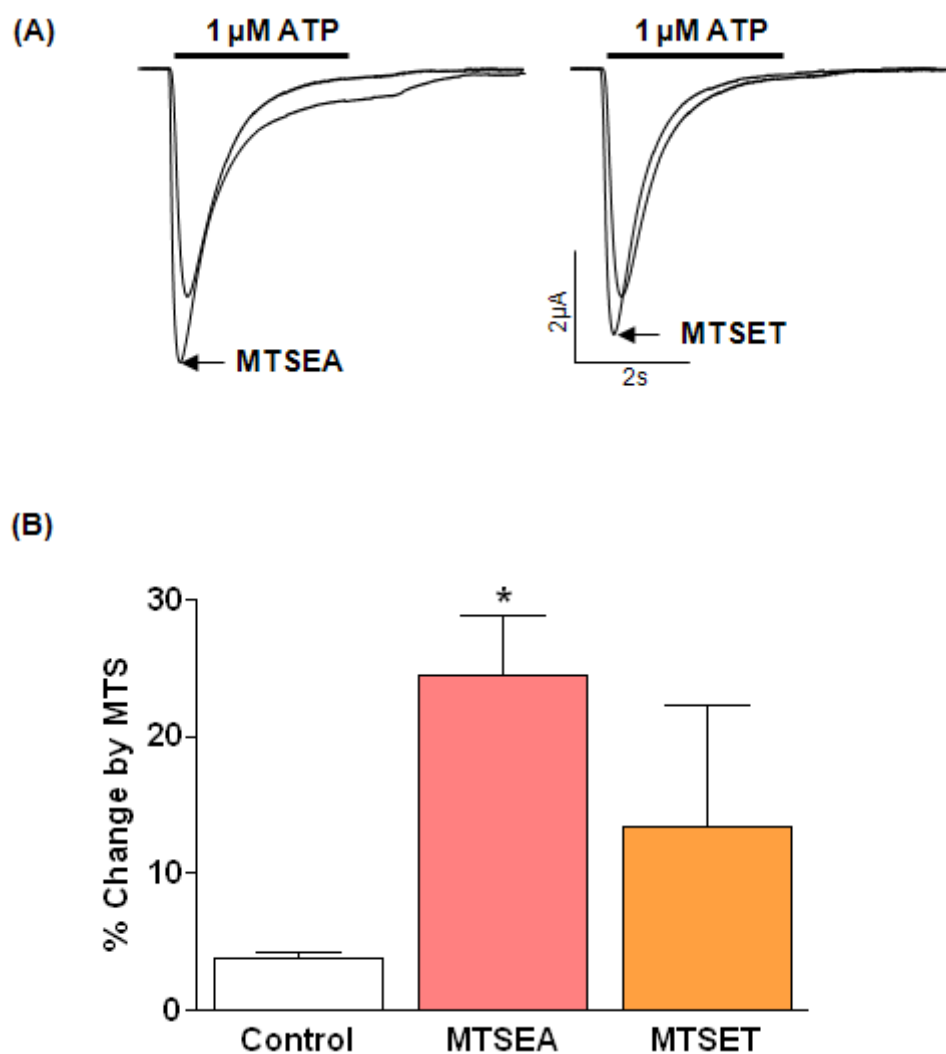 (A)
1 µM ATP
1 µM ATP
MTSEA
MTSET
2µA
2s
(B)
% Change by MTS
30
20
10
0
*
Control
MTSEA
MTSET